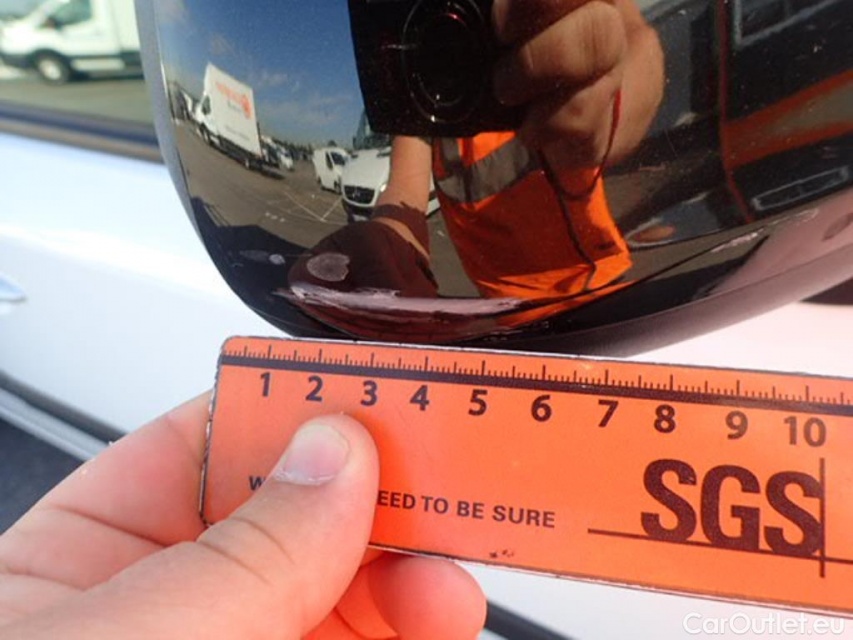 1 2 3 4 5 6 7 8 9 10
W EED TO BE SURE
SGS
CarOutlet.eu